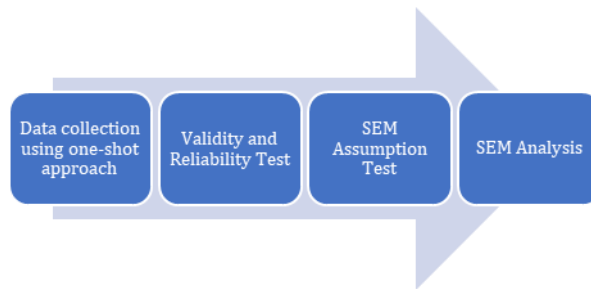 Data collection
using one-shot
approach
Validity and
Reliability Test
SEM
Assumption
Test
SEM Analysis